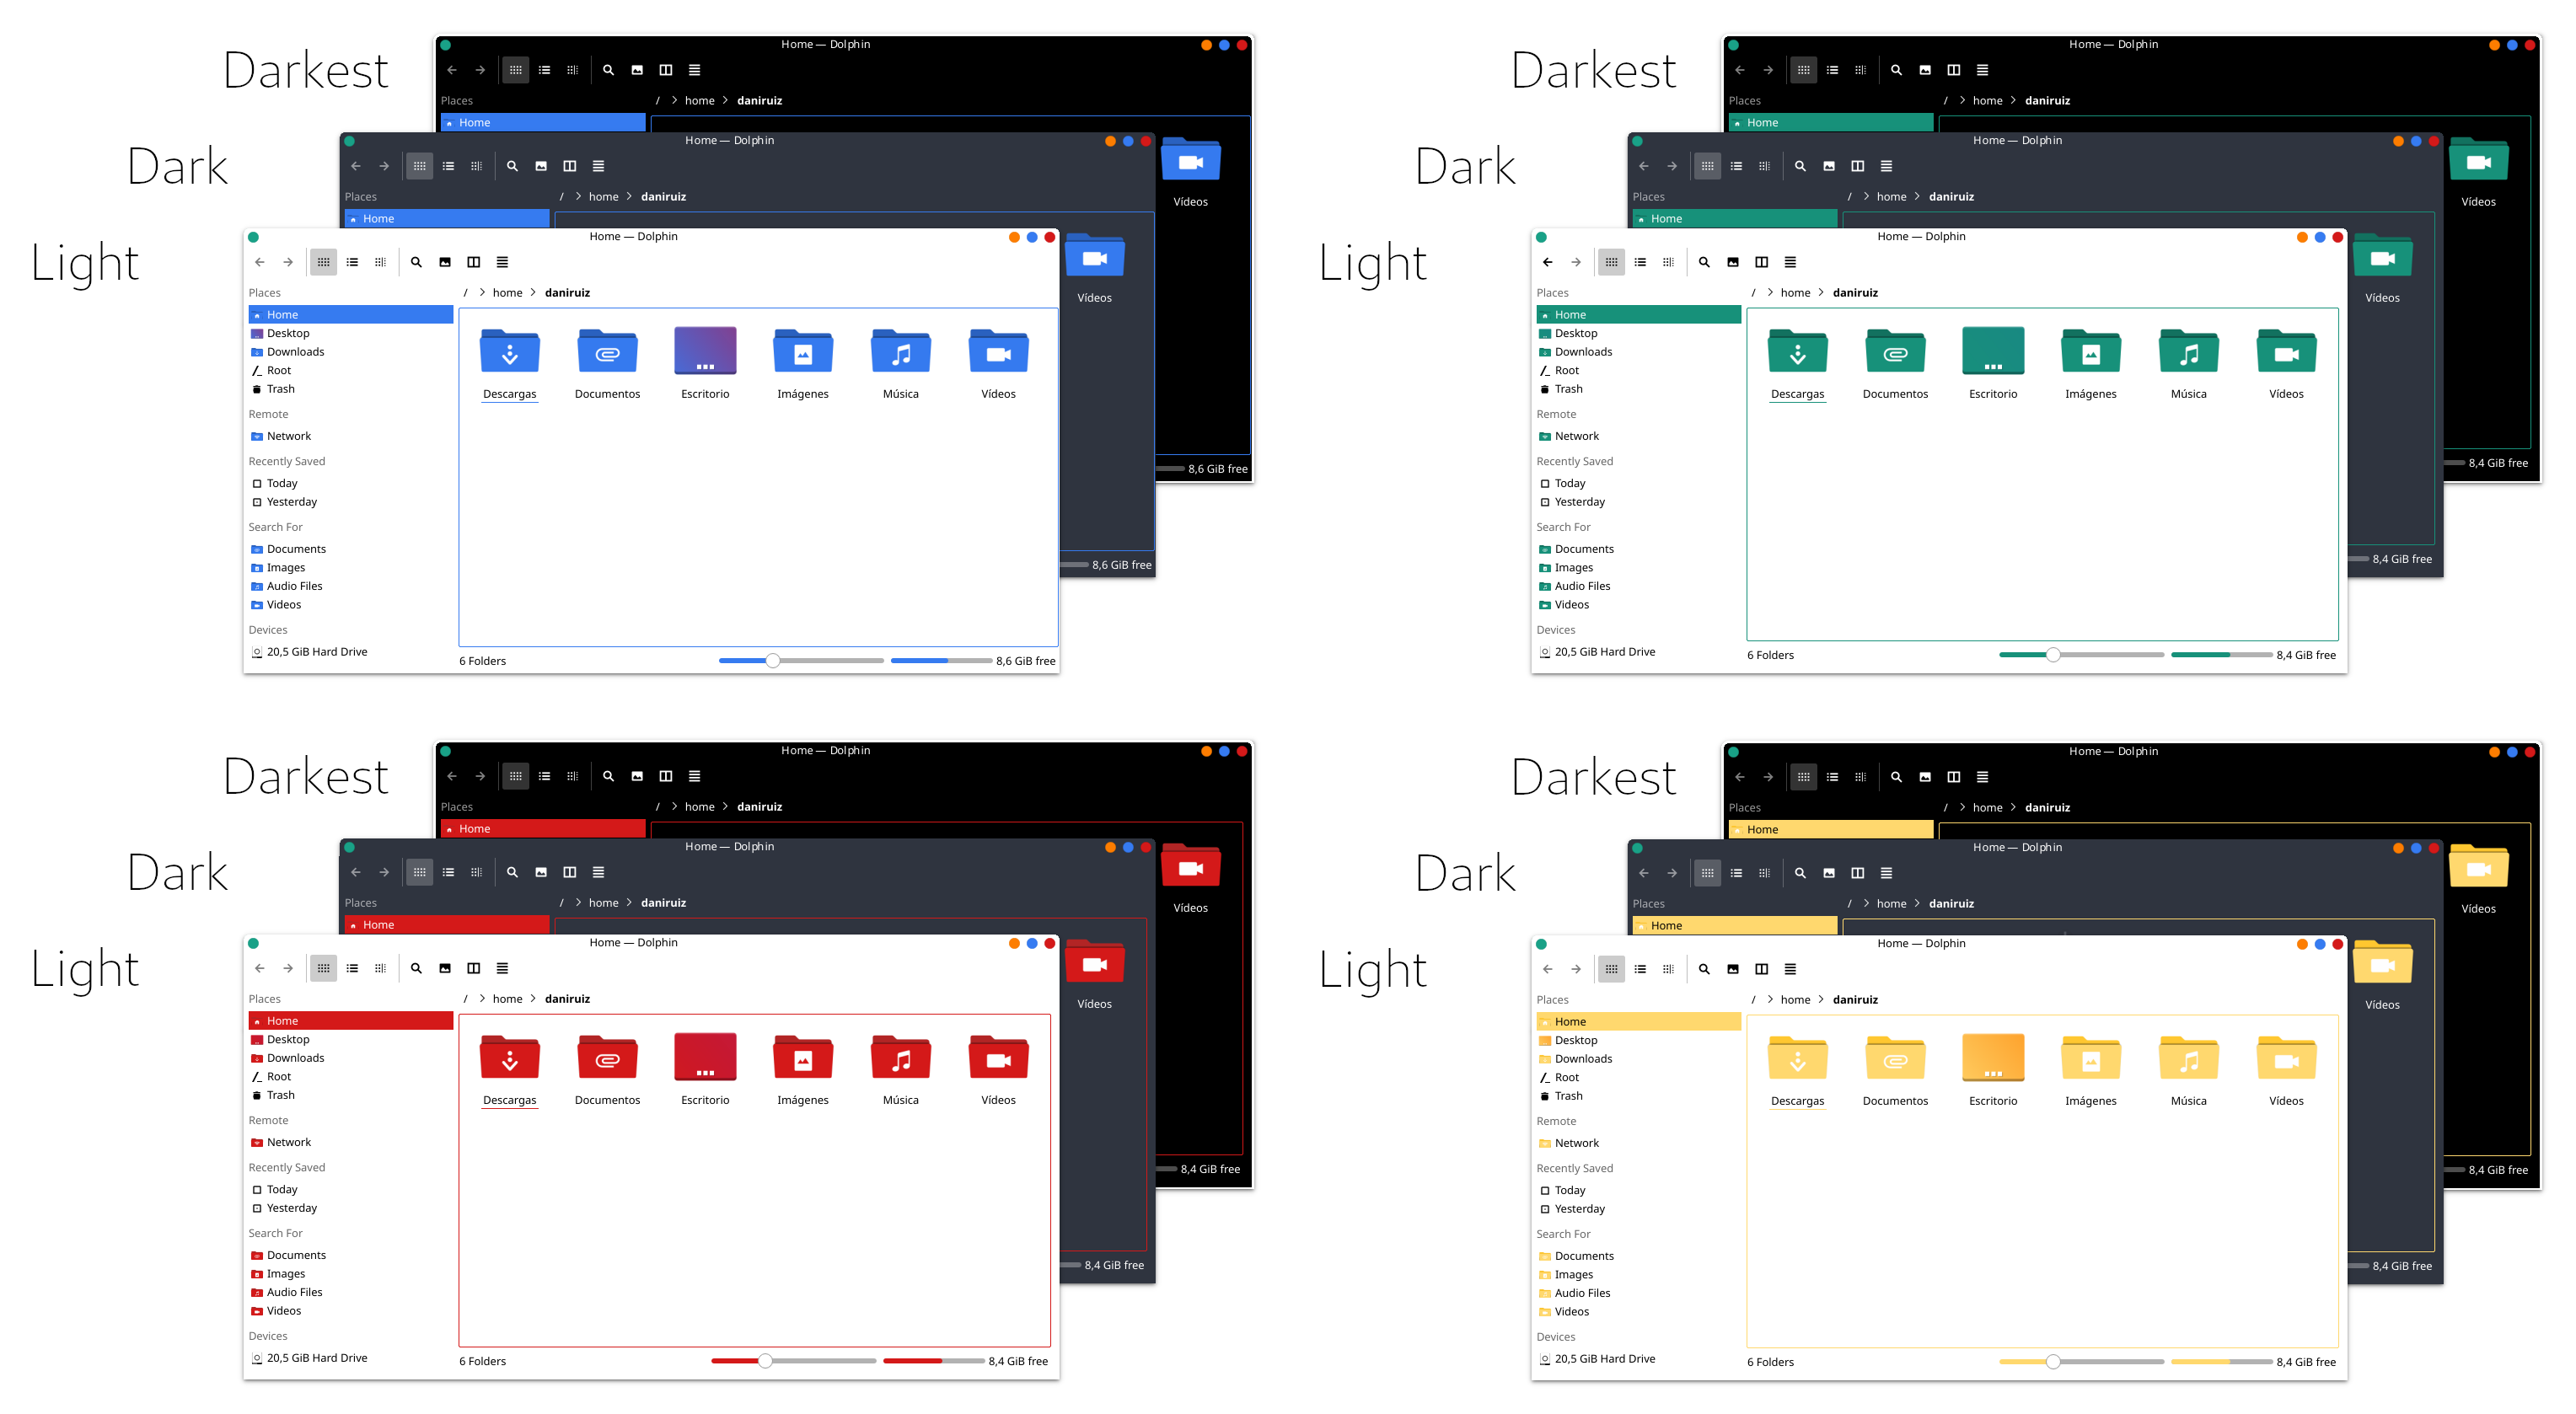 Darkest
Home — Dolphin
Places
/ > home > daniruiz
Home
Vídeos
8,6 GiB free
Dark
Home — Dolphin
Places
/ > home > daniruiz
Home
Vídeos
8,6 GiB free
Light
Home — Dolphin
Places
/ > home > daniruiz
Home
Desktop
Downloads
Root
Trash
Remote
Network
Recently Saved
Today
Yesterday
Search For
Documents
Images
Audio Files
Videos
Devices
20,5 GiB Hard Drive
Descargas Documentos Escritorio Imágenes Música Vídeos
6 Folders 8,6 GiB free
Darkest
Home — Dolphin
Places
/ > home > daniruiz
Home
Vídeos
8,4 GiB free
Dark
Home — Dolphin
Places
/ > home > daniruiz
Home
Vídeos
8,4 GiB free
Light
Home — Dolphin
Places
/ > home > daniruiz
Home
Desktop
Downloads
Root
Trash
Remote
Network
Recently Saved
Today
Yesterday
Search For
Documents
Images
Audio Files
Videos
Devices
20,5 GiB Hard Drive
Descargas Documentos Escritorio Imágenes Música Vídeos
6 Folders 8,4 GiB free
Darkest
Home — Dolphin
Places
/ > home > daniruiz
Home
Vídeos
8,4 GiB free
Dark
Home — Dolphin
Places
/ > home > daniruiz
Home
Vídeos
8,4 GiB free
Light
Home — Dolphin
Places
/ > home > daniruiz
Home
Desktop
Downloads
Root
Trash
Remote
Network
Recently Saved
Today
Yesterday
Search For
Documents
Images
Audio Files
Videos
Devices
20,5 GiB Hard Drive
Descargas Documentos Escritorio Imágenes Música Vídeos
6 Folders 8,4 GiB free
Darkest
Home — Dolphin
Places
/ > home > daniruiz
Home
Vídeos
8,4 GiB free
Dark
Home — Dolphin
Places
/ > home > daniruiz
Home
Vídeos
8,4 GiB free
Light
Home — Dolphin
Places
/ > home > daniruiz
Home
Desktop
Downloads
Root
Trash
Remote
Network
Recently Saved
Today
Yesterday
Search For
Documents
Images
Audio Files
Videos
Devices
20,5 GiB Hard Drive
Descargas Documentos Escritorio Imágenes Música Vídeos
6 Folders 8,4 GiB free